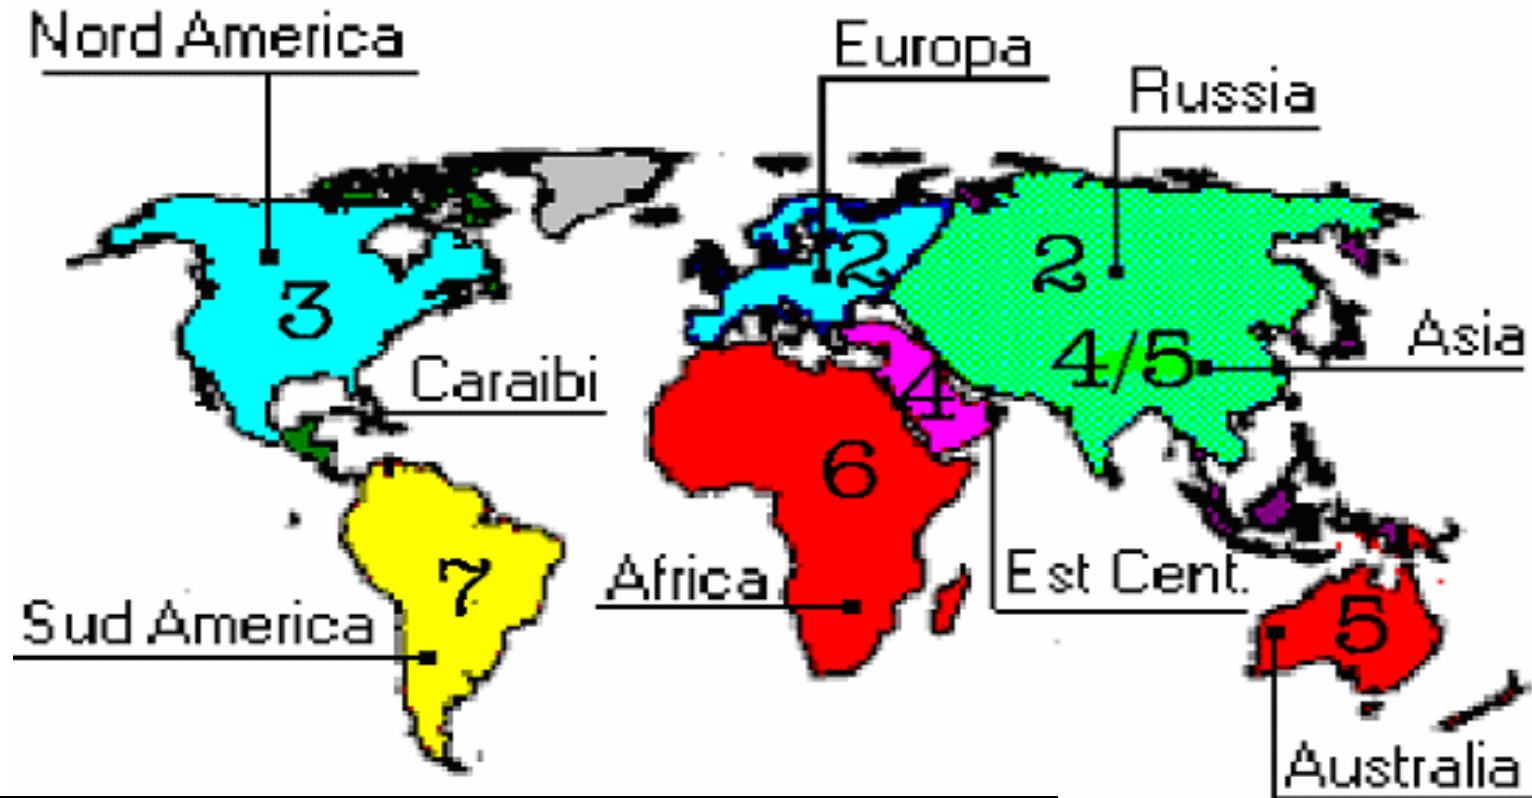 Nord America
Europa
Russia
2
2
3
4/5
Asia
Caraibi
4
6
7
Africa
Est Cent.
Sud America
5
Australia